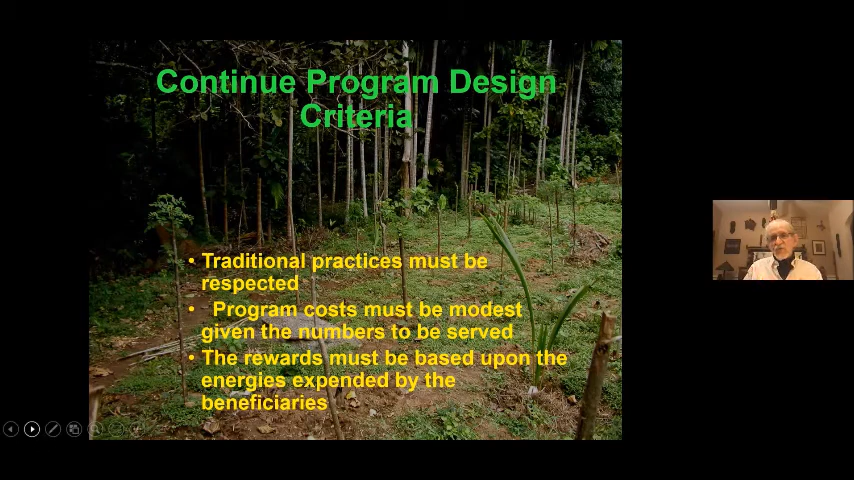 Continue Program Design
Criteria
• Traditional practices must be
respected
• Program costs must be modest
given the numbers to be served
• The rewards must be based upon the
energies expended by the
beneficiaries